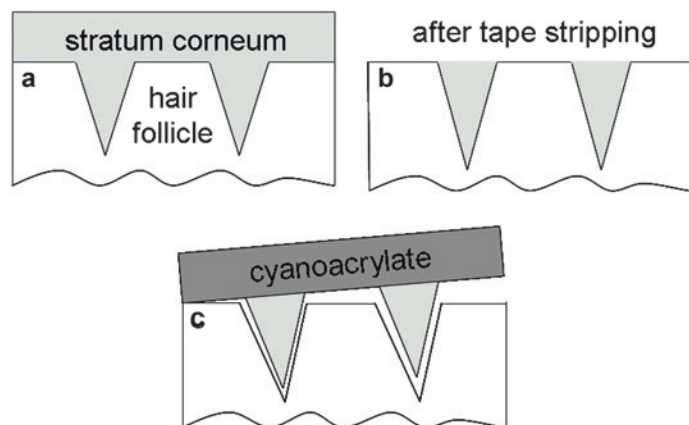 stratum corneum
a
hair
follicle
after tape stripping
b
cyanoacrylate
c